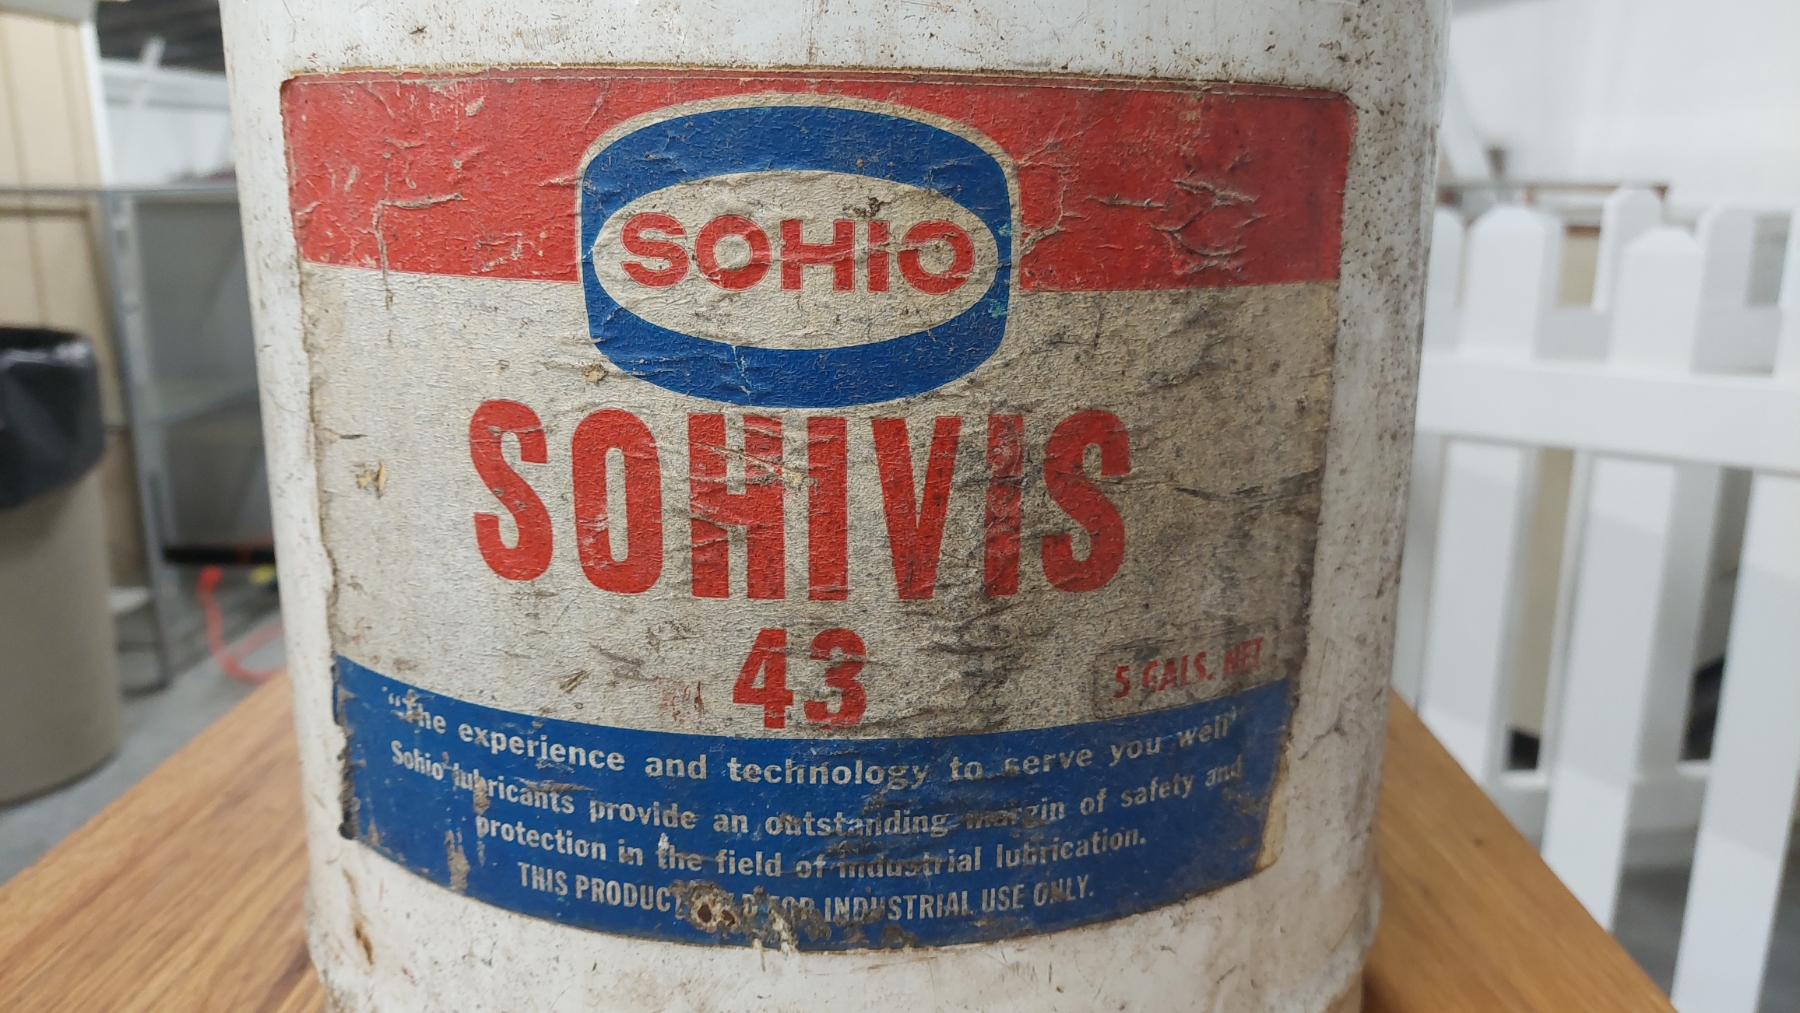 SOHIO
SOHIVIS
43
5 GALS. NET
"The experience and technology to serve you well"
Sohio lubricants provide an outstanding margin of safety and
protection in the field of industrial lubrication.
THIS PRODUCT SOLD FOR INDUSTRIAL USE ONLY.